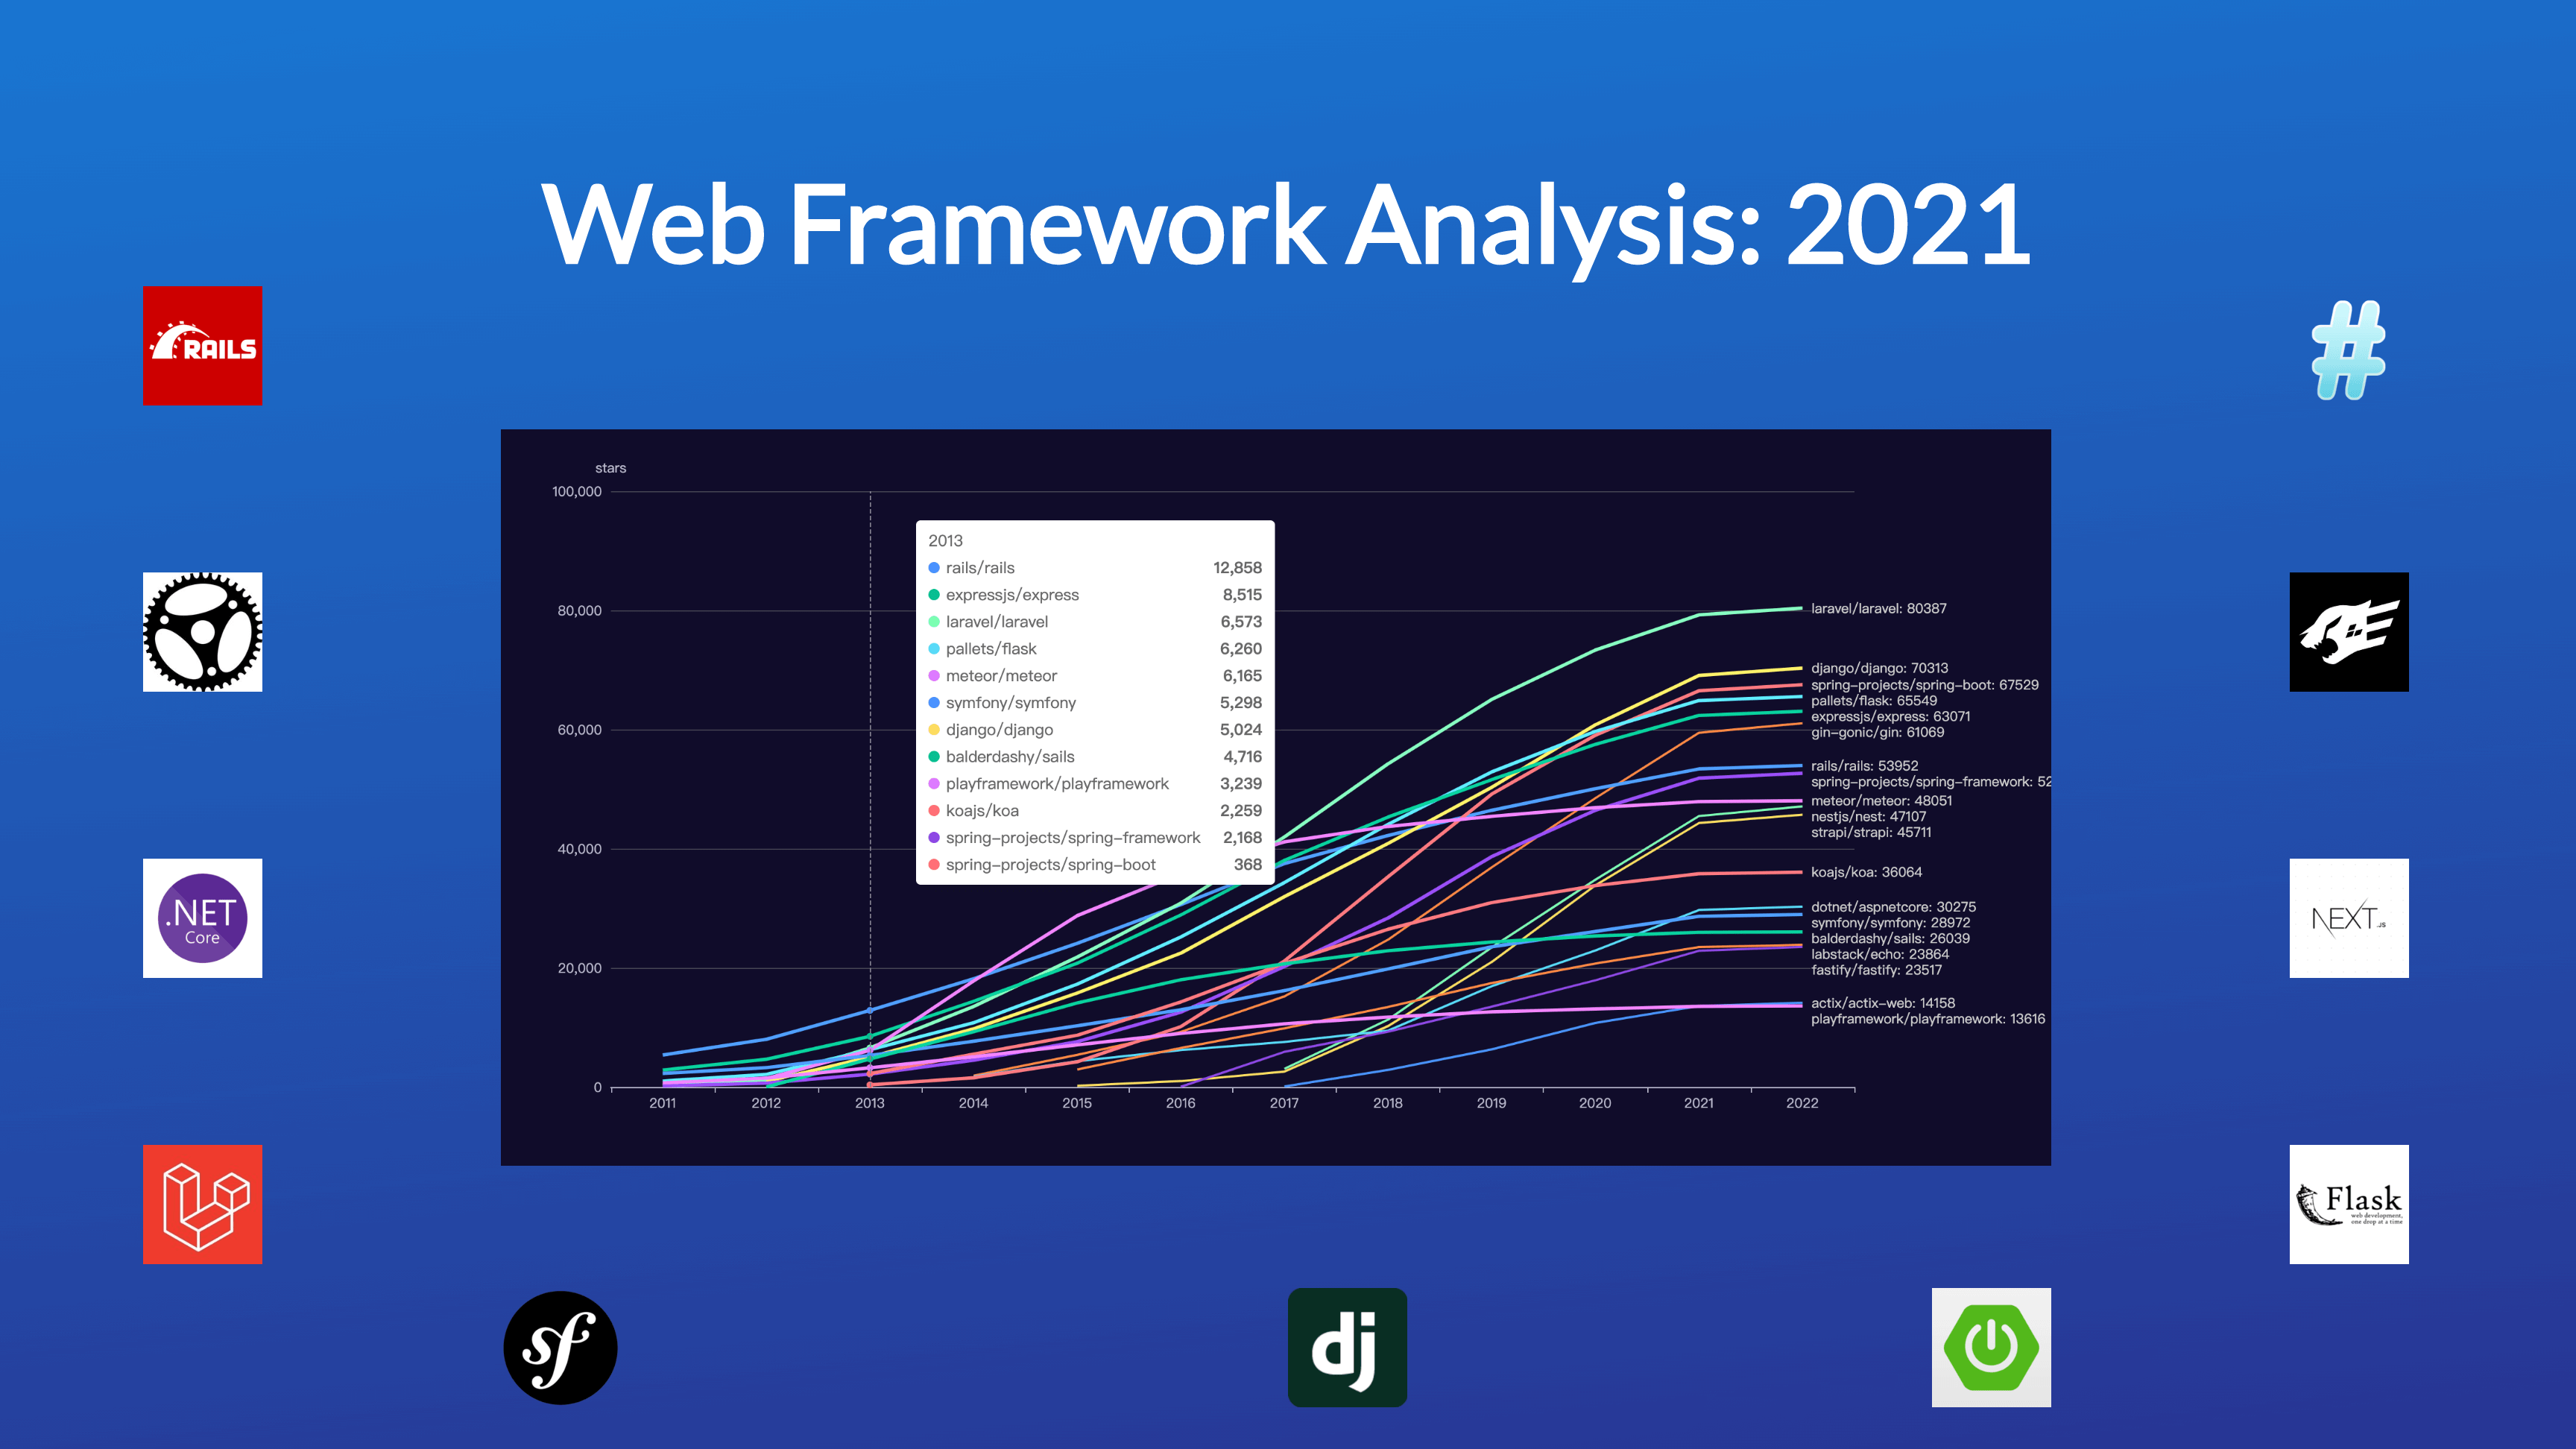 Web Framework Analysis: 2021
RAILS
#
stars
100,000
80,000
60,000
40,000
20,000
0
2013
rails/rails 12,858
expressjs/express 8,515
laravel/laravel 6,573
pallets/flask 6,260
meteor/meteor 6,165
symfony/symfony 5,298
django/django 5,024
balderdashy/sails 4,716
playframework/playframework 3,239
koajs/koa 2,259
spring-projects/spring-framework 2,168
spring-projects/spring-boot 368
laravel/laravel: 80387
django/django: 70313
spring-projects/spring-boot: 67529
pallets/flask: 65549
expressjs/express: 63071
gin-gonic/gin: 61069
rails/rails: 53952
spring-projects/spring-framework: 52
meteor/meteor: 48051
nestjs/nest: 47107
strapi/strapi: 45711
koajs/koa: 36064
dotnet/aspnetcore: 30275
symfony/symfony: 28972
balderdashy/sails: 26039
labstack/echo: 23864
fastify/fastify: 23517
actix/actix-web: 14158
playframework/playframework: 13616
2011 2012 2013 2014 2015 2016 2017 2018 2019 2020 2021 2022
.NET
Core
NEXT.JS
Flask
web development,
one drop at a time
sf
dj